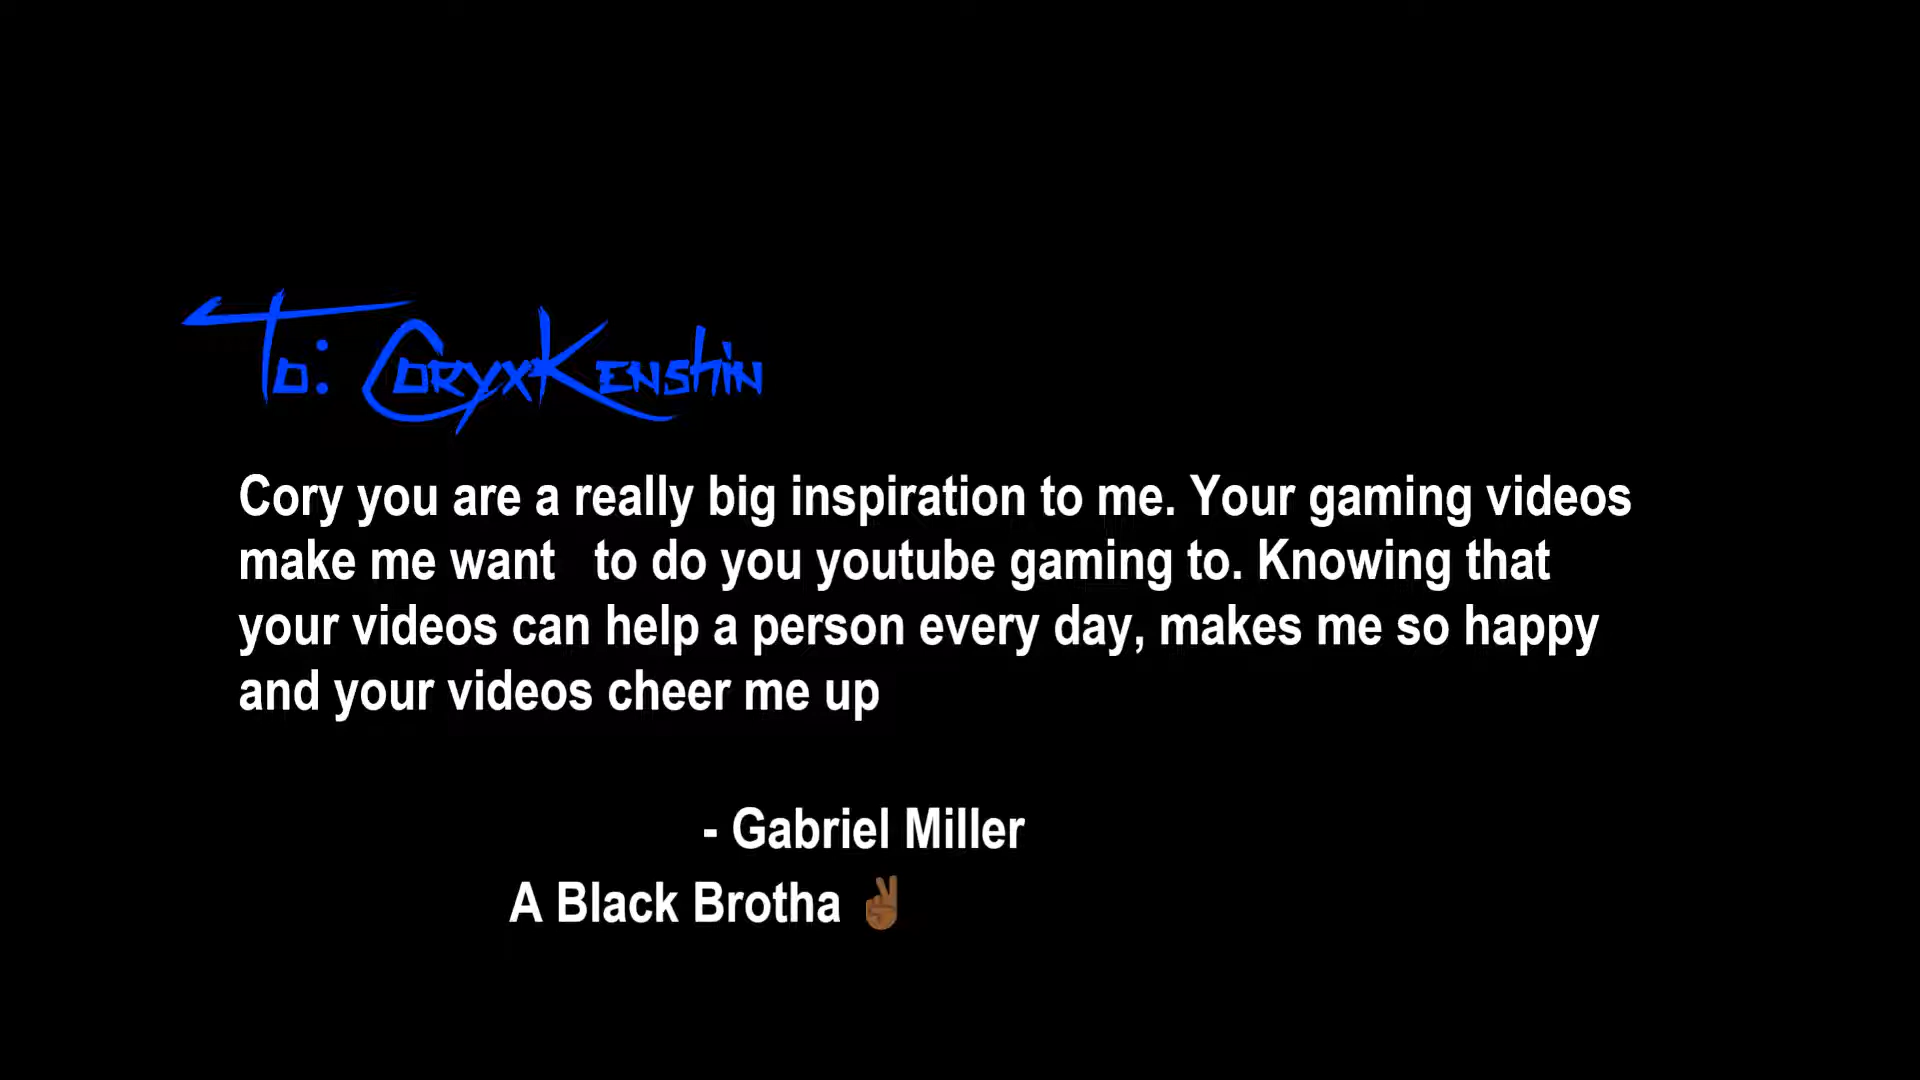 To: CoryxKenshin
Cory you are a really big inspiration to me. Your gaming videos
make me want   to do you youtube gaming to. Knowing that
your videos can help a person every day, makes me so happy
and your videos cheer me up
- Gabriel Miller
A Black Brotha ✌🏾